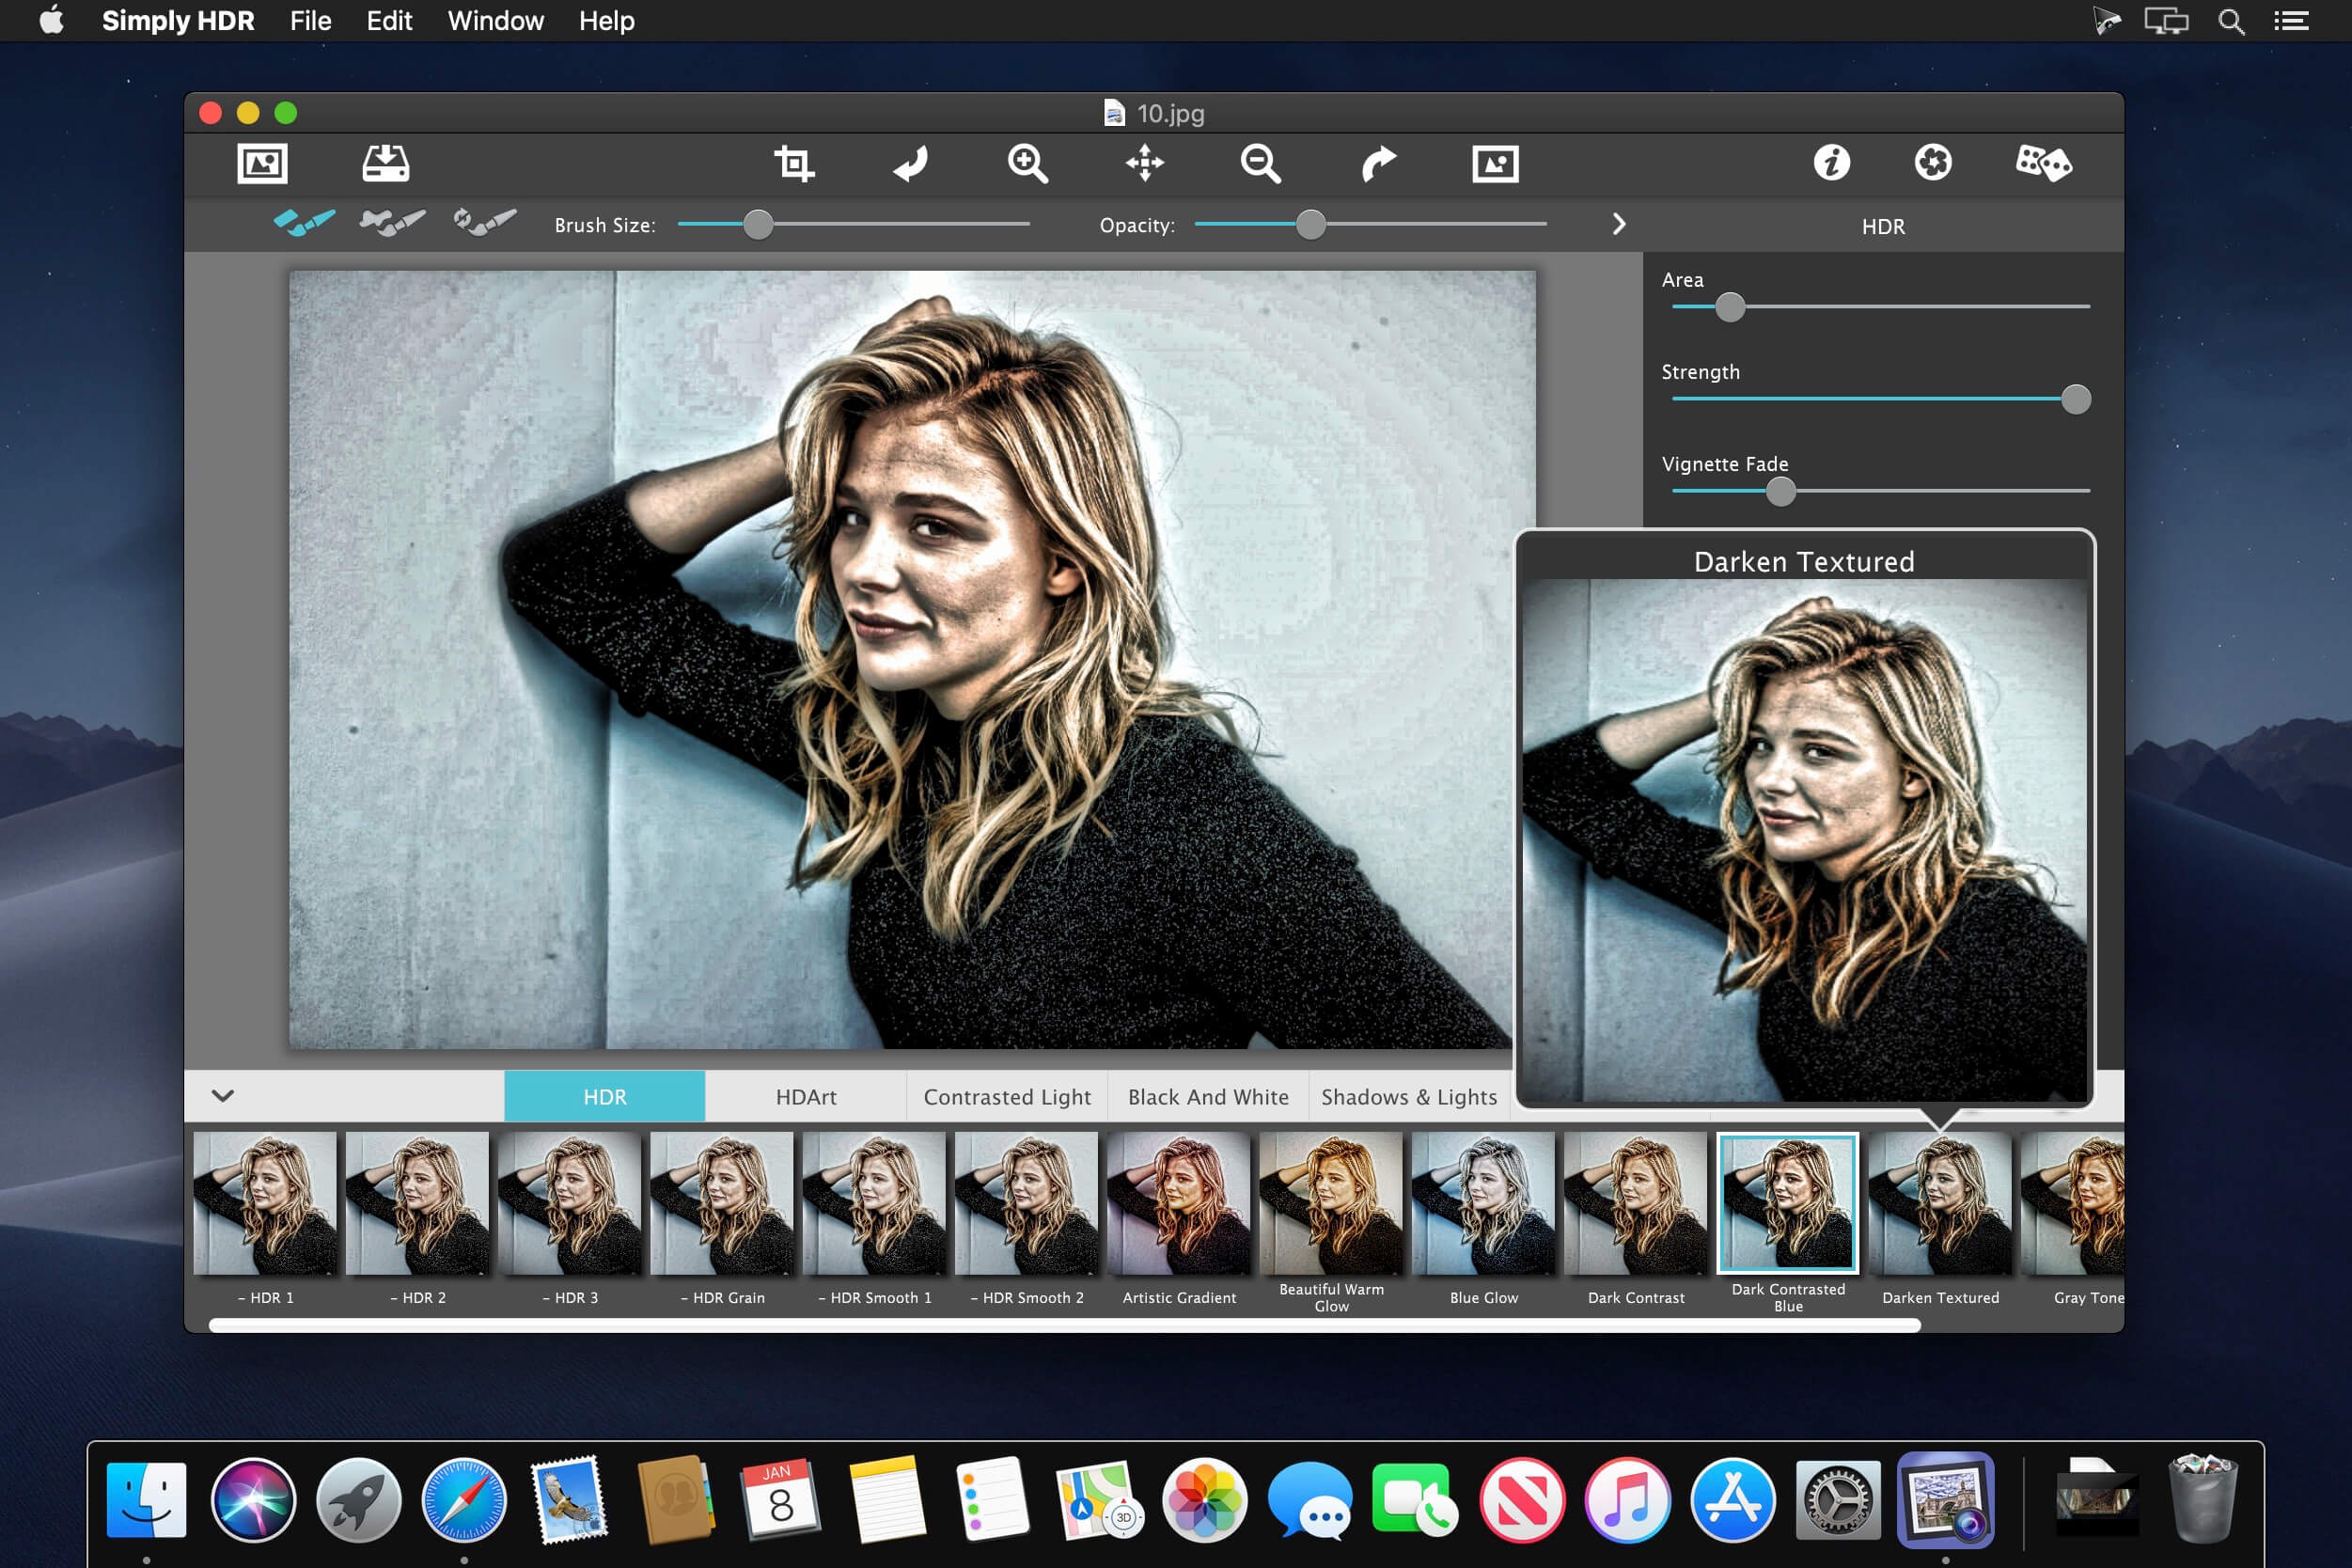 Simply HDR File Edit Window Help
10.jpg
Brush Size:
Opacity:
HDR
Area
Strength
Vignette Fade
Darken Textured
HDR
HDArt
Contrasted Light
Black And White
Shadows & Lights
- HDR 1
- HDR 2
- HDR 3
- HDR Grain
- HDR Smooth 1
- HDR Smooth 2
Artistic Gradient
Beautiful Warm
Glow
Blue Glow
Dark Contrast
Dark Contrasted
Blue
Darken Textured
Gray Tone
JAN
8
3D